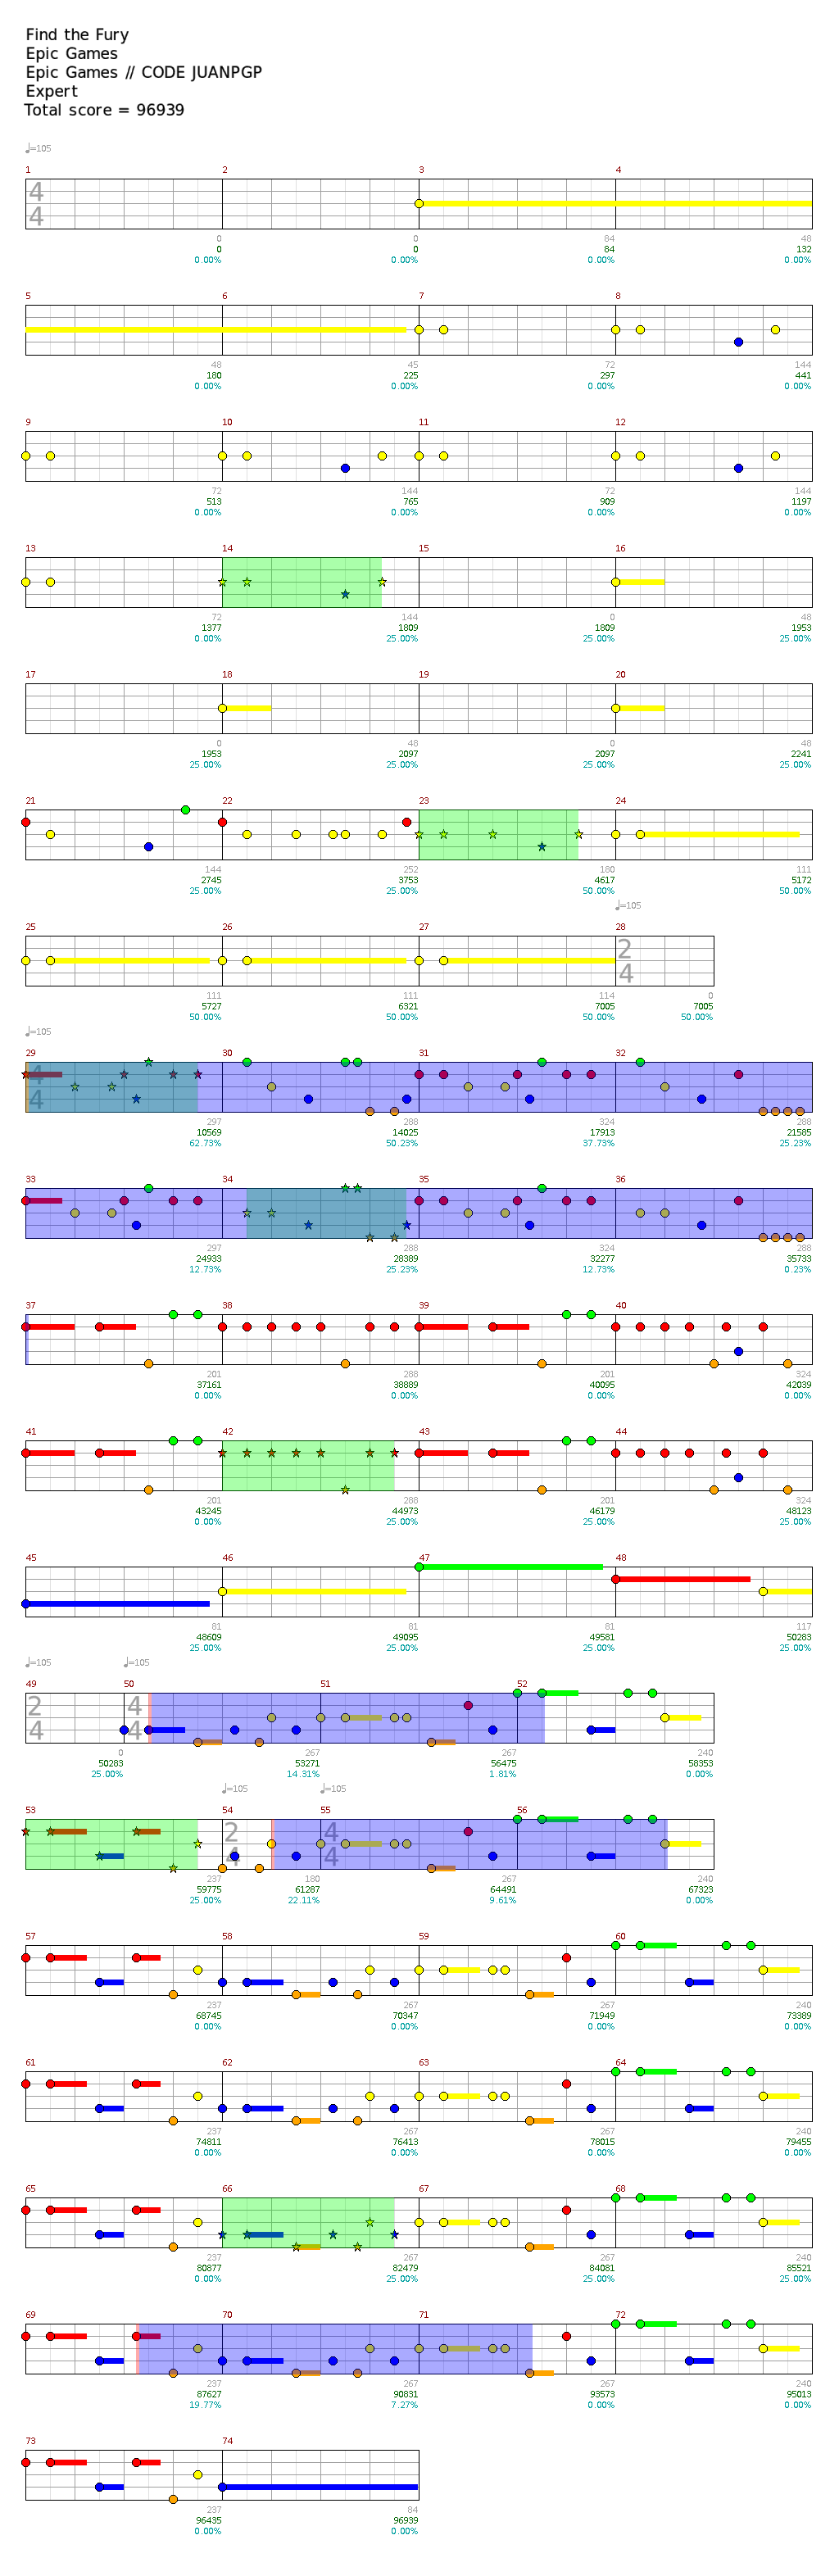 Find the Fury
Epic Games
Epic Games // CODE JUANPGP
Expert
Total score = 96939
♩=105
1 2 3 4
4
4
0 0 84 48
0 0 84 132
0.00% 0.00% 0.00% 0.00%
5 6 7 8
48 45 72 144
180 225 297 441
0.00% 0.00% 0.00% 0.00%
9 10 11 12
72 144 72 144
513 765 909 1197
0.00% 0.00% 0.00% 0.00%
13 14 15 16
72 144 0 48
1377 1809 1809 1953
0.00% 25.00% 25.00% 25.00%
17 18 19 20
0 48 0 48
1953 2097 2097 2241
25.00% 25.00% 25.00% 25.00%
21 22 23 24
144 252 180 111
2745 3753 4617 5172
25.00% 25.00% 50.00% 50.00%
♩=105
25 26 27 28
2
4
111 111 114 0
5727 6321 7005 7005
50.00% 50.00% 50.00% 50.00%
♩=105
29 30 31 32
4
4
297 288 324 288
10569 14025 17913 21585
62.73% 50.23% 37.73% 25.23%
33 34 35 36
297 288 324 288
24933 28389 32277 35733
12.73% 25.23% 12.73% 0.23%
37 38 39 40
201 288 201 324
37161 38889 40095 42039
0.00% 0.00% 0.00% 0.00%
41 42 43 44
201 288 201 324
43245 44973 46179 48123
0.00% 25.00% 25.00% 25.00%
45 46 47 48
81 81 81 117
48609 49095 49581 50283
25.00% 25.00% 25.00% 25.00%
♩=105 ♩=105
49 50 51 52
2 4
4 4
0 267 267 240
50283 53271 56475 58353
25.00% 14.31% 1.81% 0.00%
♩=105 ♩=105
53 54 55 56
2 4
4 4
237 180 267 240
59775 61287 64491 67323
25.00% 22.11% 9.61% 0.00%
57 58 59 60
237 267 267 240
68745 70347 71949 73389
0.00% 0.00% 0.00% 0.00%
61 62 63 64
237 267 267 240
74811 76413 78015 79455
0.00% 0.00% 0.00% 0.00%
65 66 67 68
237 267 267 240
80877 82479 84081 85521
0.00% 25.00% 25.00% 25.00%
69 70 71 72
237 267 267 240
87627 90831 93573 95013
19.77% 7.27% 0.00% 0.00%
73 74
237 84
96435 96939
0.00% 0.00%